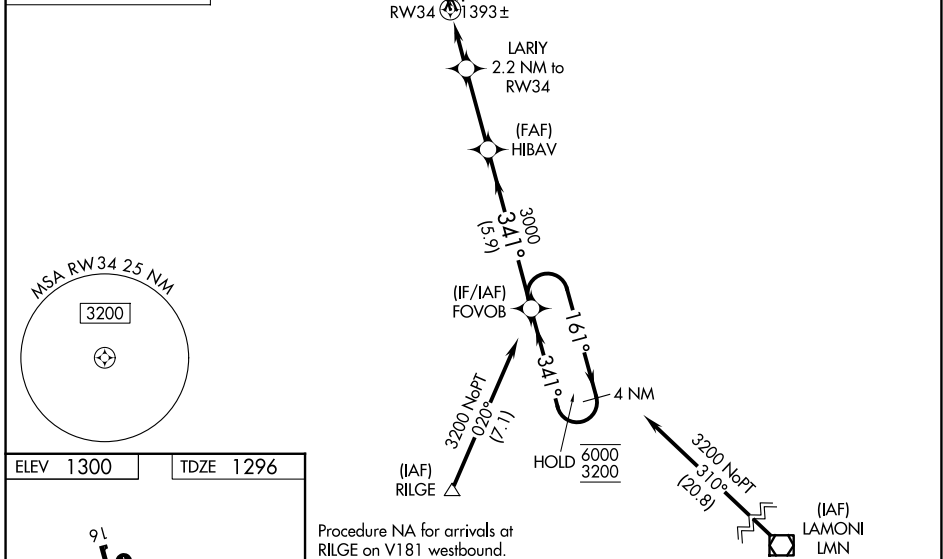 RW34 1393±
LARIY
2.2 NM to
RW34
(FAF)
HIBAV
3000
341°
(5.9)
(IF/IAF)
FOVOB
161°
341°
4 NM
HOLD 6000
3200
MSA RW34 25 NM
3200
3200 NoPT
020°
(7.1)
(IAF)
RILGE
3200 NoPT
310°
(20.8)
(IAF)
LAMONI
LMN
ELEV 1300
TDZE 1296
16
Procedure NA for arrivals at
RILGE on V181 westbound.